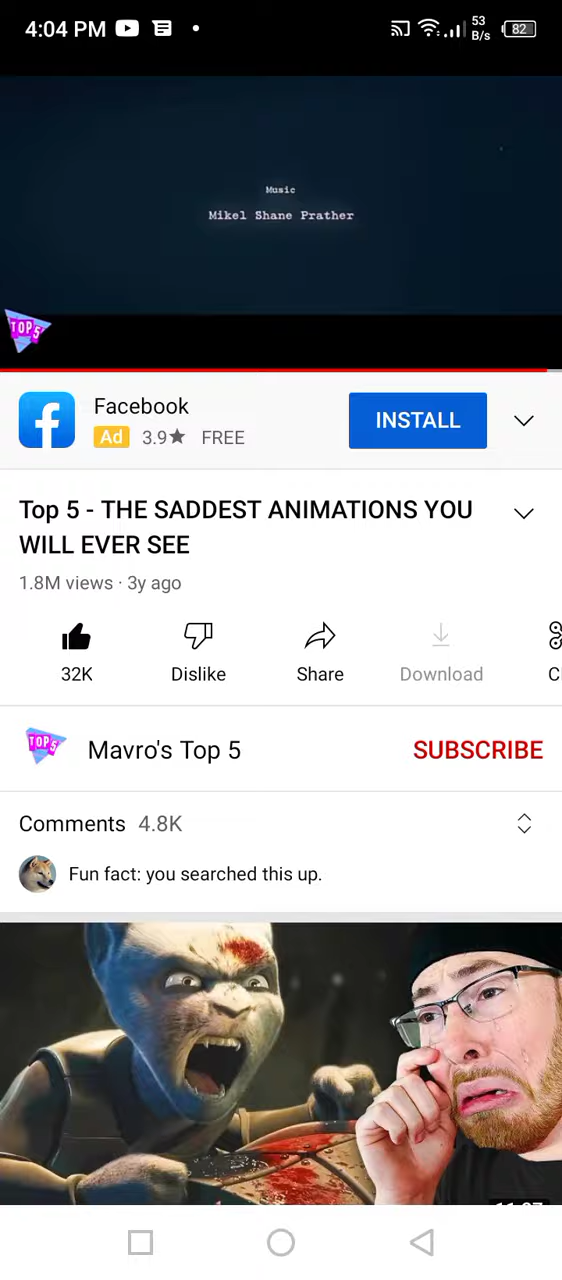 4:04 PM
53
B/s
82
Music
Mikel Shane Prather
TOP 5
Facebook
Ad 3.9★ FREE
INSTALL
Top 5 - THE SADDEST ANIMATIONS YOU
WILL EVER SEE
1.8M views · 3y ago
32K
Dislike
Share
Download
TOP 5
Mavro's Top 5
SUBSCRIBE
Comments 4.8K
Fun fact: you searched this up.